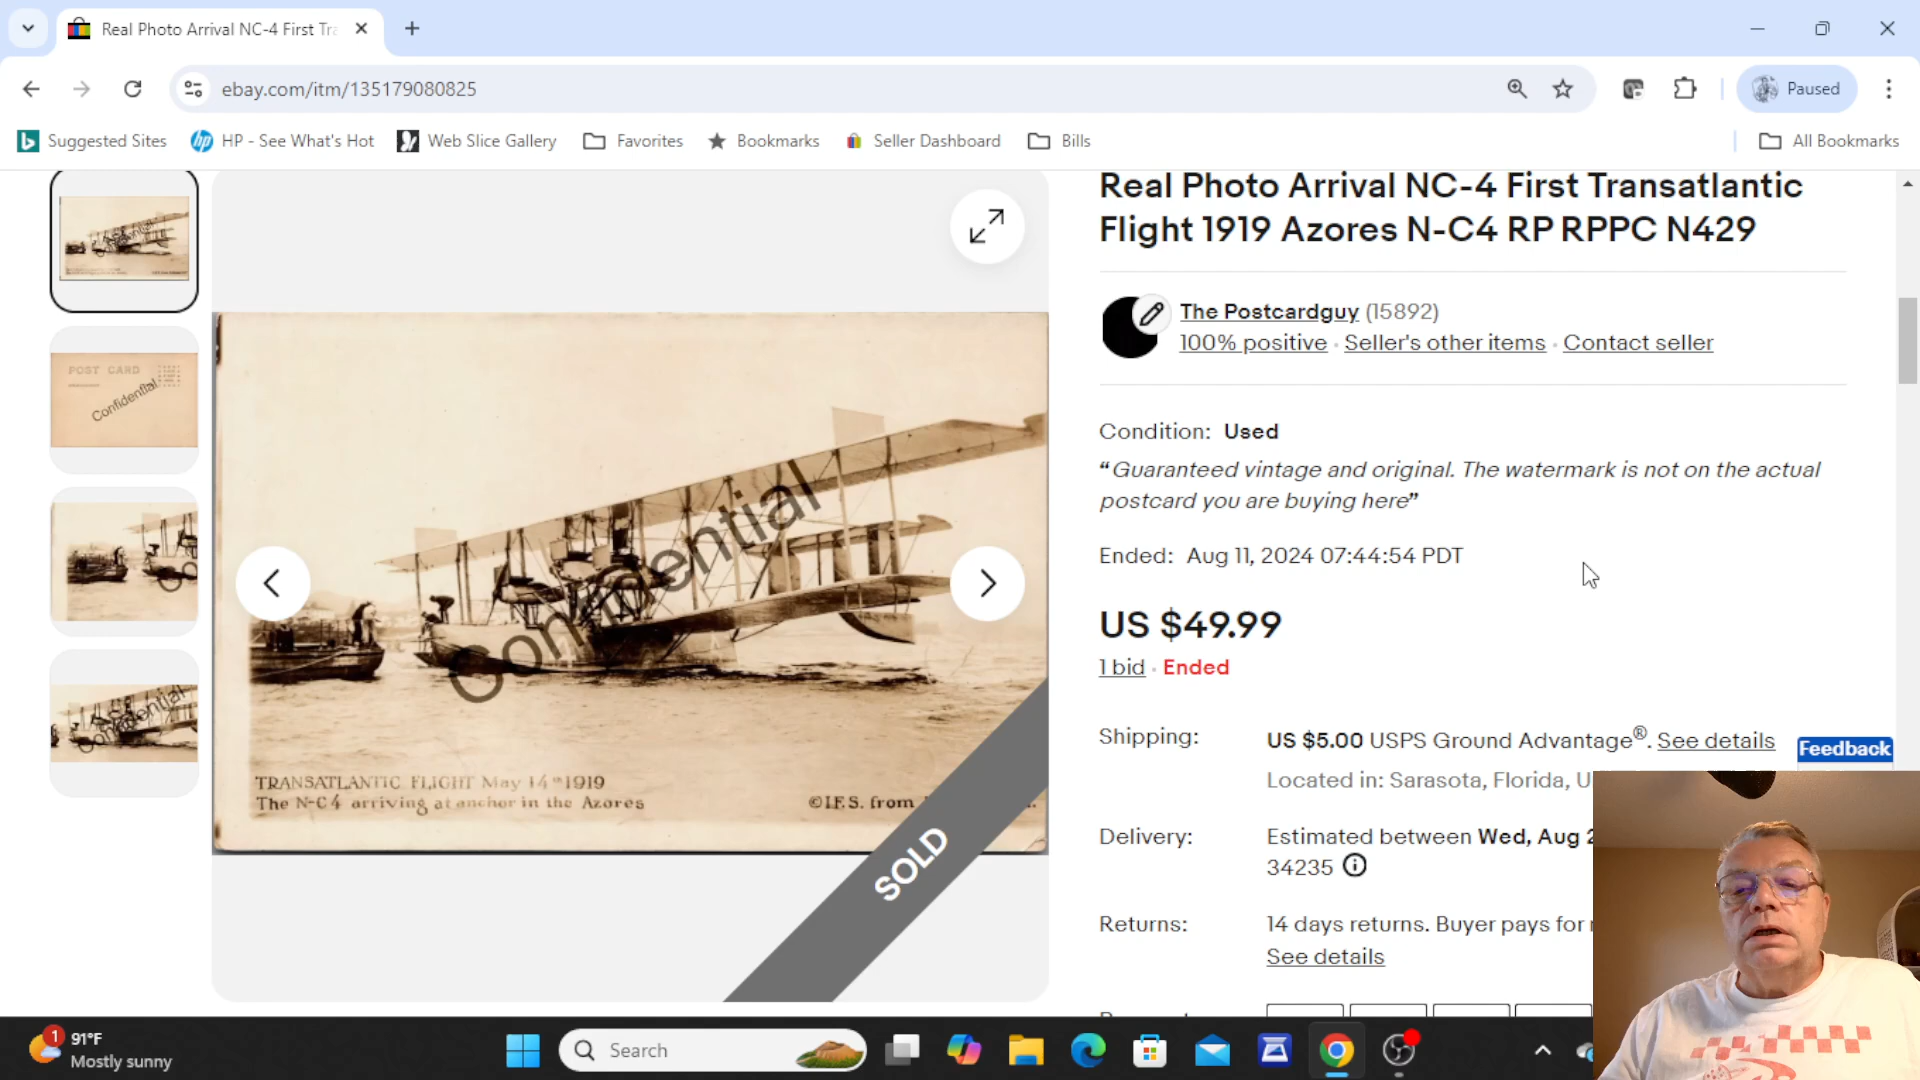 Real Photo Arrival NC-4 First Tra
ebay.com/itm/135179080825
Paused
Suggested Sites
HP - See What's Hot
Web Slice Gallery
Favorites
Bookmarks
Seller Dashboard
Bills
All Bookmarks
Real Photo Arrival NC-4 First Transatlantic
Flight 1919 Azores N-C4 RP RPPC N429
The Postcardguy (15892)
100% positive · Seller's other items · Contact seller
Condition: Used
“Guaranteed vintage and original. The watermark is not on the actual
postcard you are buying here”
Ended: Aug 11, 2024 07:44:54 PDT
US $49.99
1 bid · Ended
Shipping: US $5.00 USPS Ground Advantage®. See details
Located in: Sarasota, Florida, U
Delivery: Estimated between Wed, Aug 2
34235
Returns: 14 days returns. Buyer pays for
See details
Feedback
POST CARD
Confidential
Confidential
Confidential
TRANSATLANTIC FLIGHT May 14th 1919
The N-C4 arriving at anchor in the Azores
©I.F.S. from
SOLD
1
91°F
Mostly sunny
Search